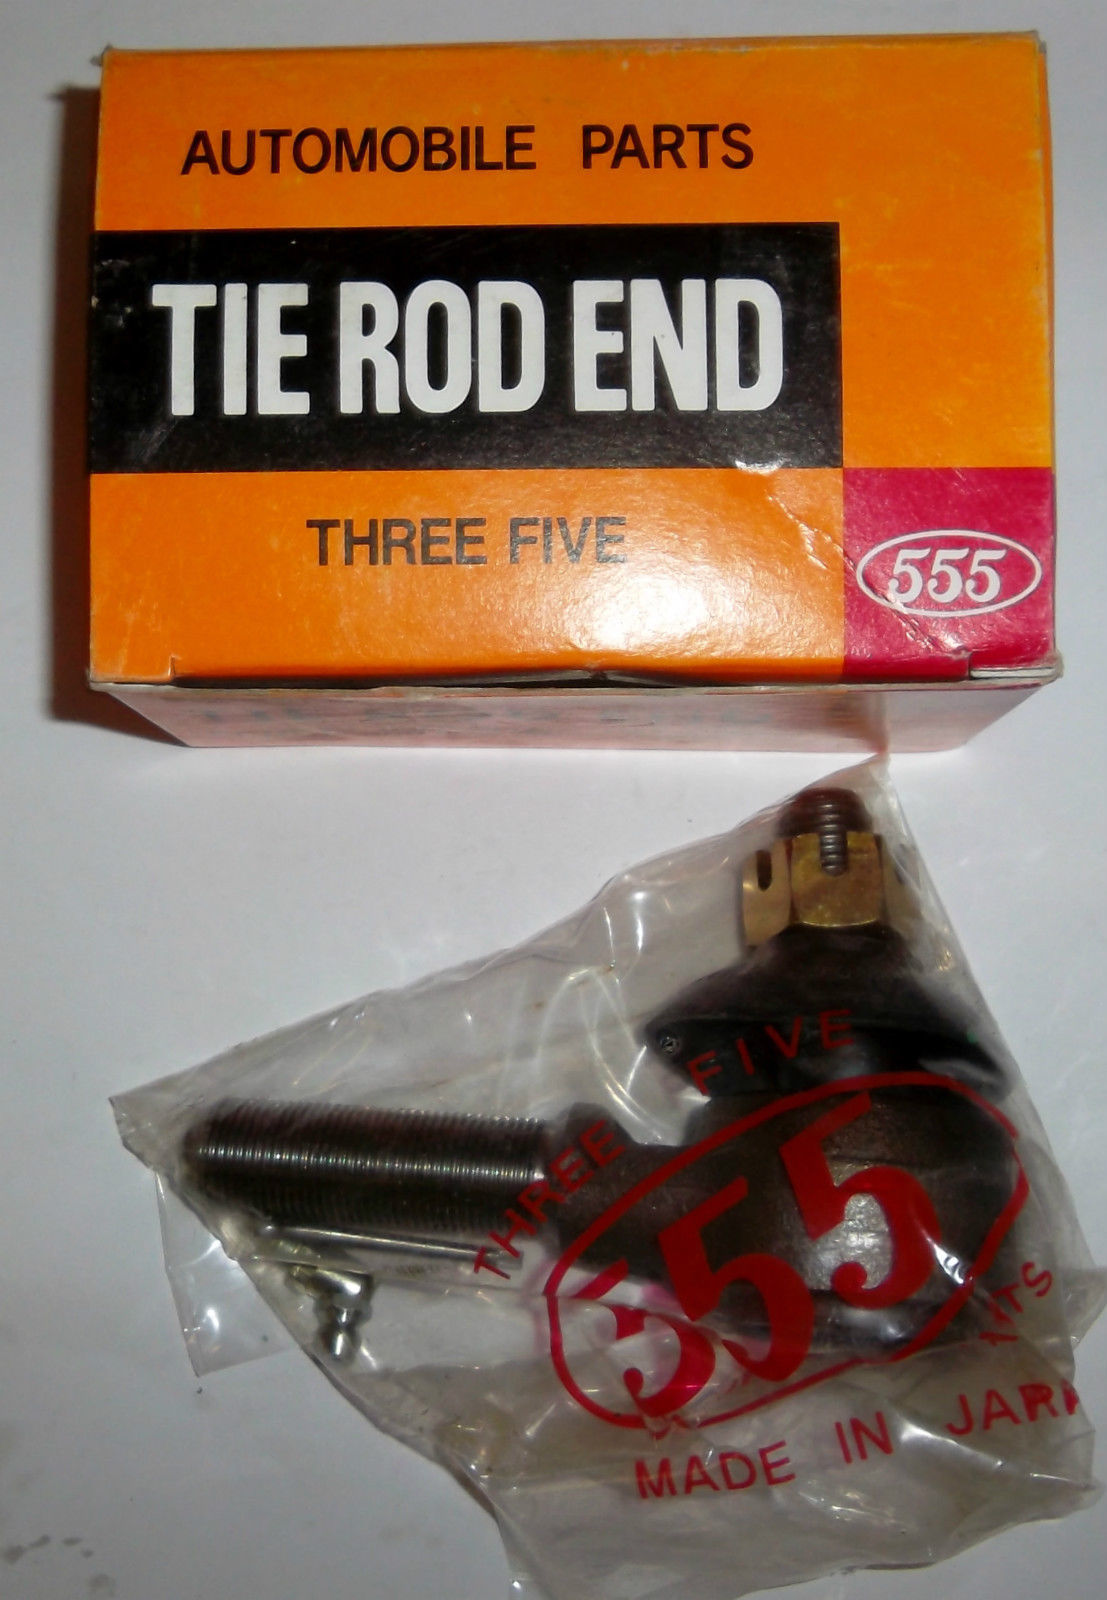 AUTOMOBILE PARTS
TIE ROD END
THREE FIVE
555
THREE FIVE
555
MADE IN JAPA